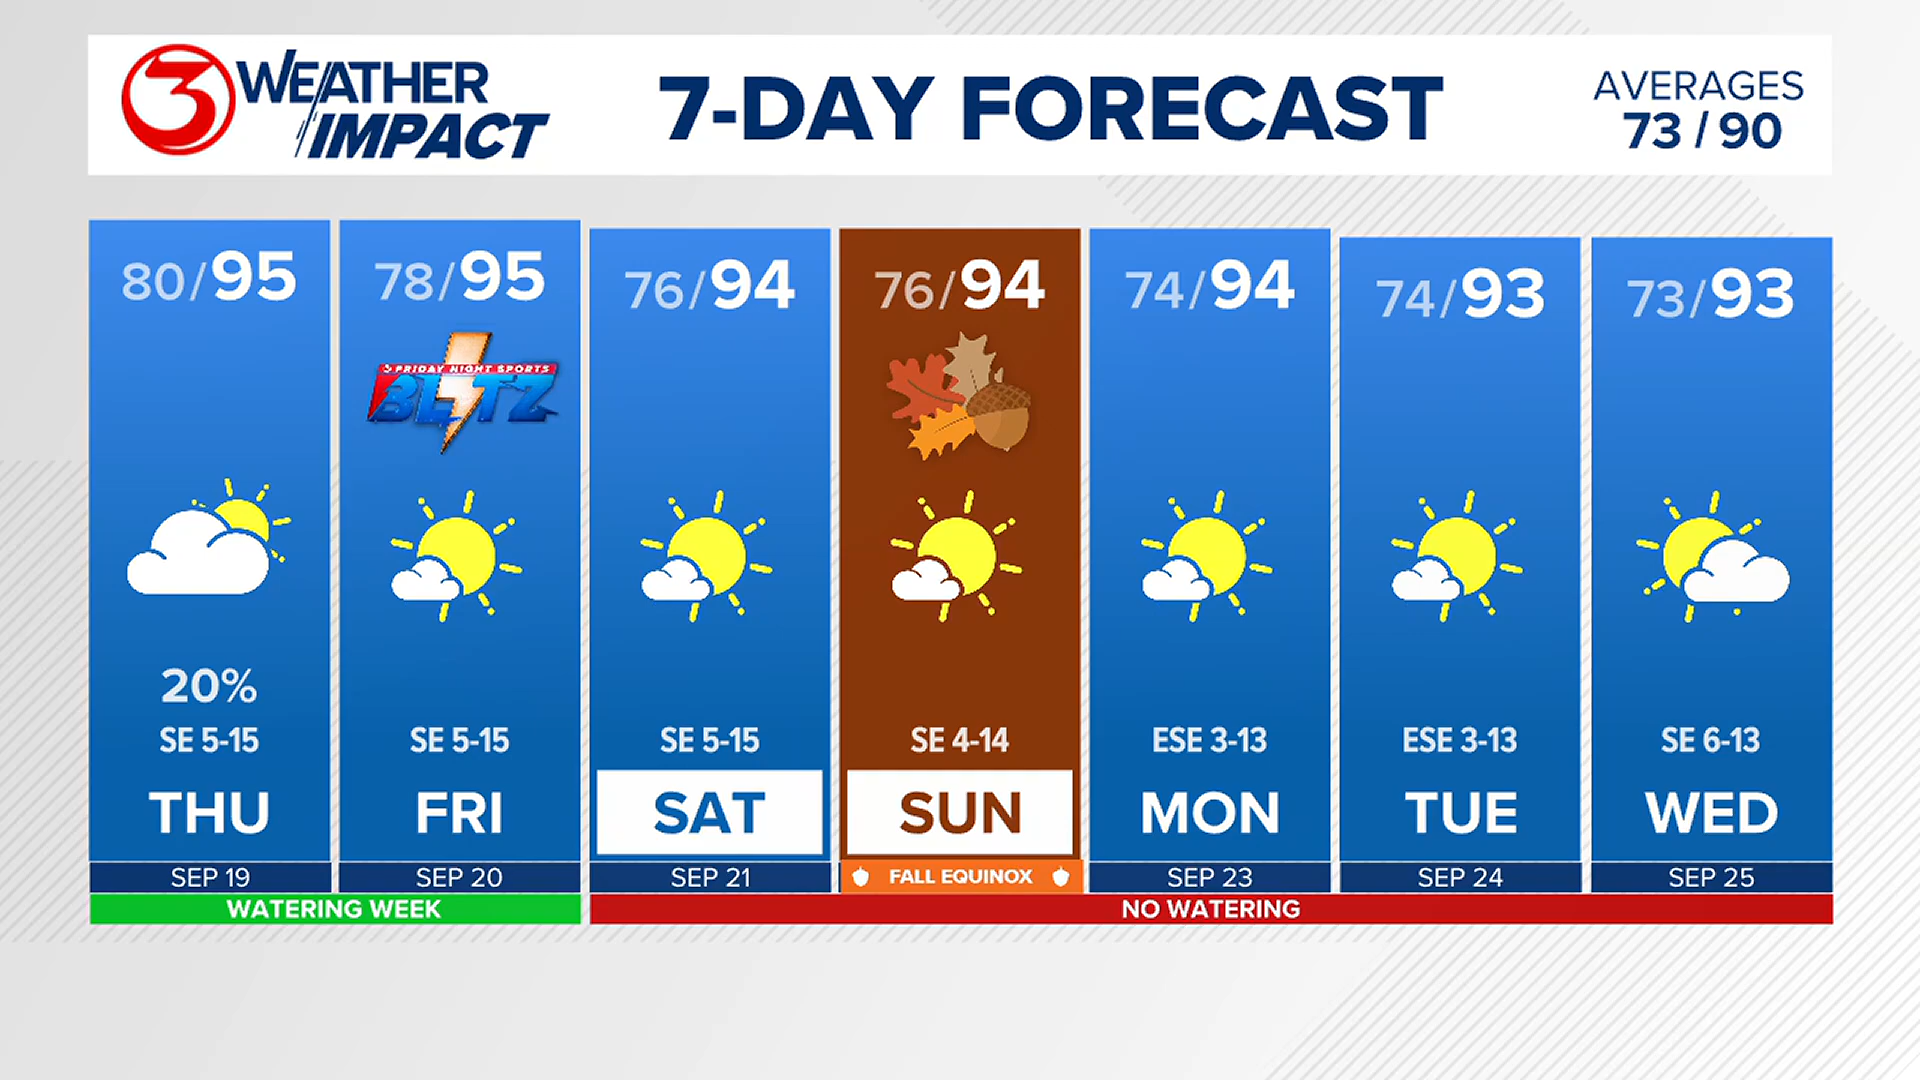 3 WEATHER IMPACT
7-DAY FORECAST
AVERAGES
73 / 90
80/95
20%
SE 5-15
THU
SEP 19
78/95
3 FRIDAY NIGHT SPORTS
BLITZ
SE 5-15
FRI
SEP 20
76/94
SE 5-15
SAT
SEP 21
76/94
SE 4-14
SUN
FALL EQUINOX
74/94
ESE 3-13
MON
SEP 23
74/93
ESE 3-13
TUE
SEP 24
73/93
SE 6-13
WED
SEP 25
WATERING WEEK
NO WATERING